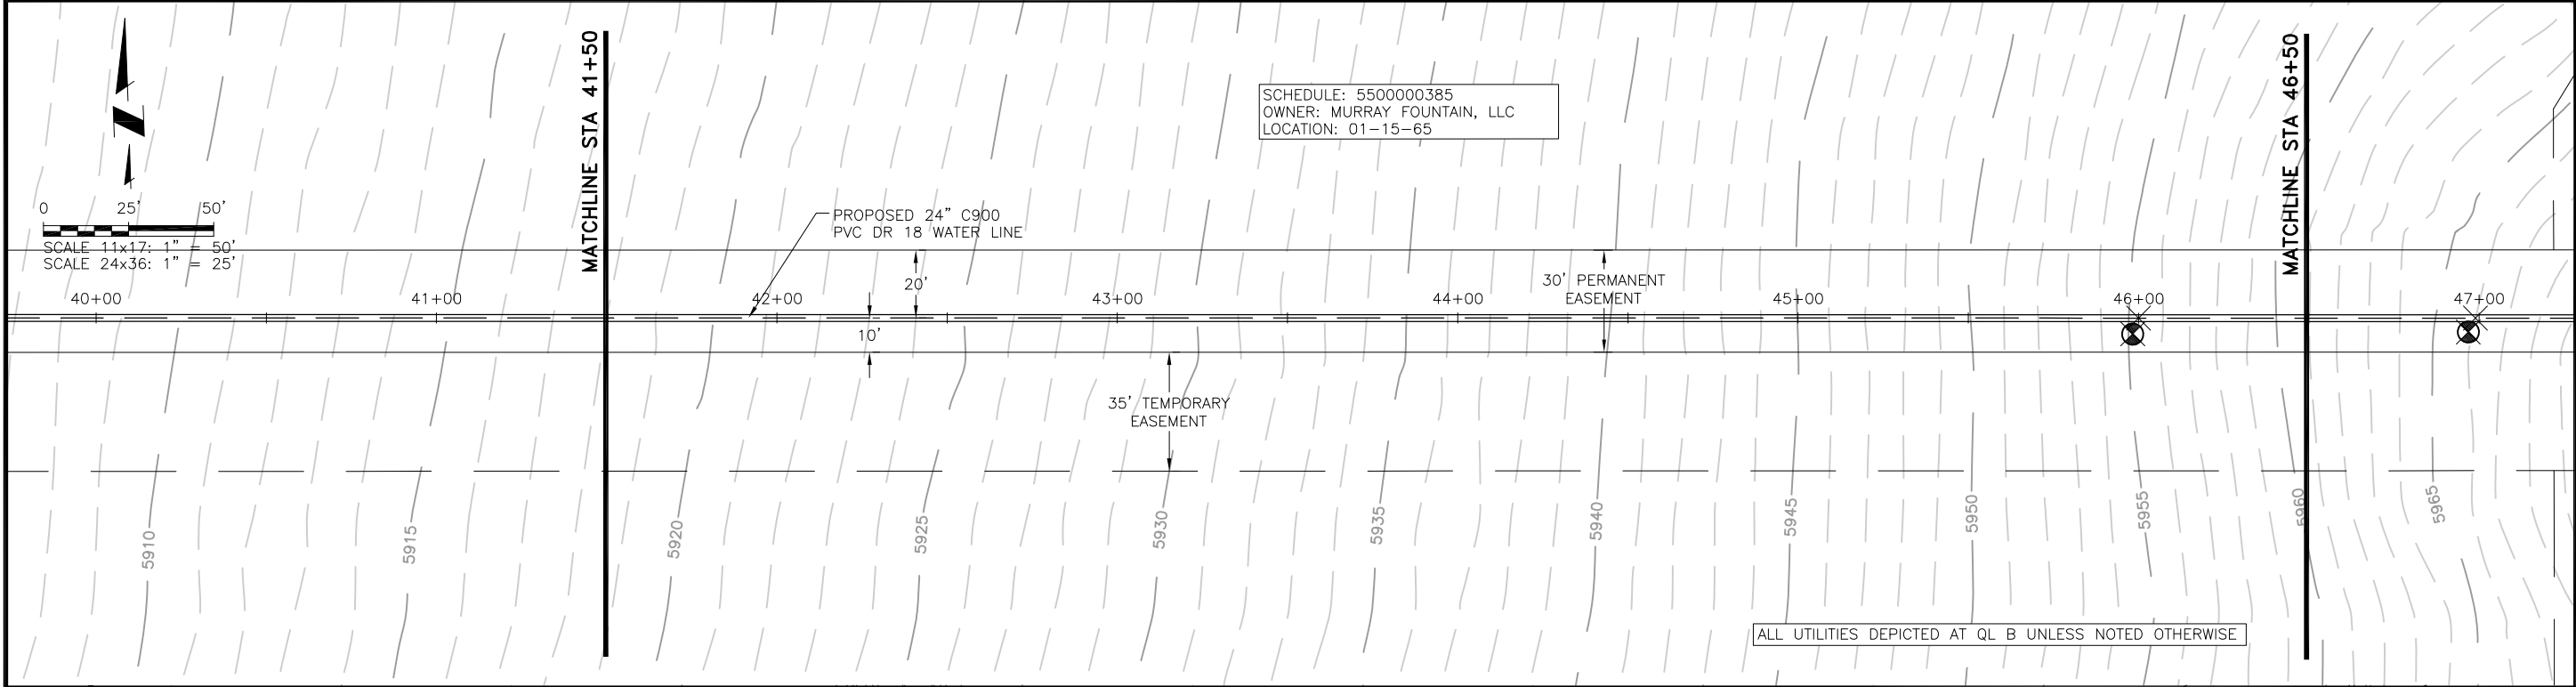 MATCHLINE STA 41+50
MATCHLINE STA 46+50
N
SCHEDULE: 5500000385
OWNER: MURRAY FOUNTAIN, LLC
LOCATION: 01-15-65
0 25' 50'
SCALE 11x17: 1" = 50'
SCALE 24x36: 1" = 25'
PROPOSED 24" C900
PVC DR 18 WATER LINE
20'
30' PERMANENT
EASEMENT
40+00 41+00 42+00 43+00 44+00 45+00 46+00 47+00
10'
35' TEMPORARY
EASEMENT
5910 5915 5920 5925 5930 5935 5940 5945 5950 5955 5960 5965
ALL UTILITIES DEPICTED AT QL B UNLESS NOTED OTHERWISE